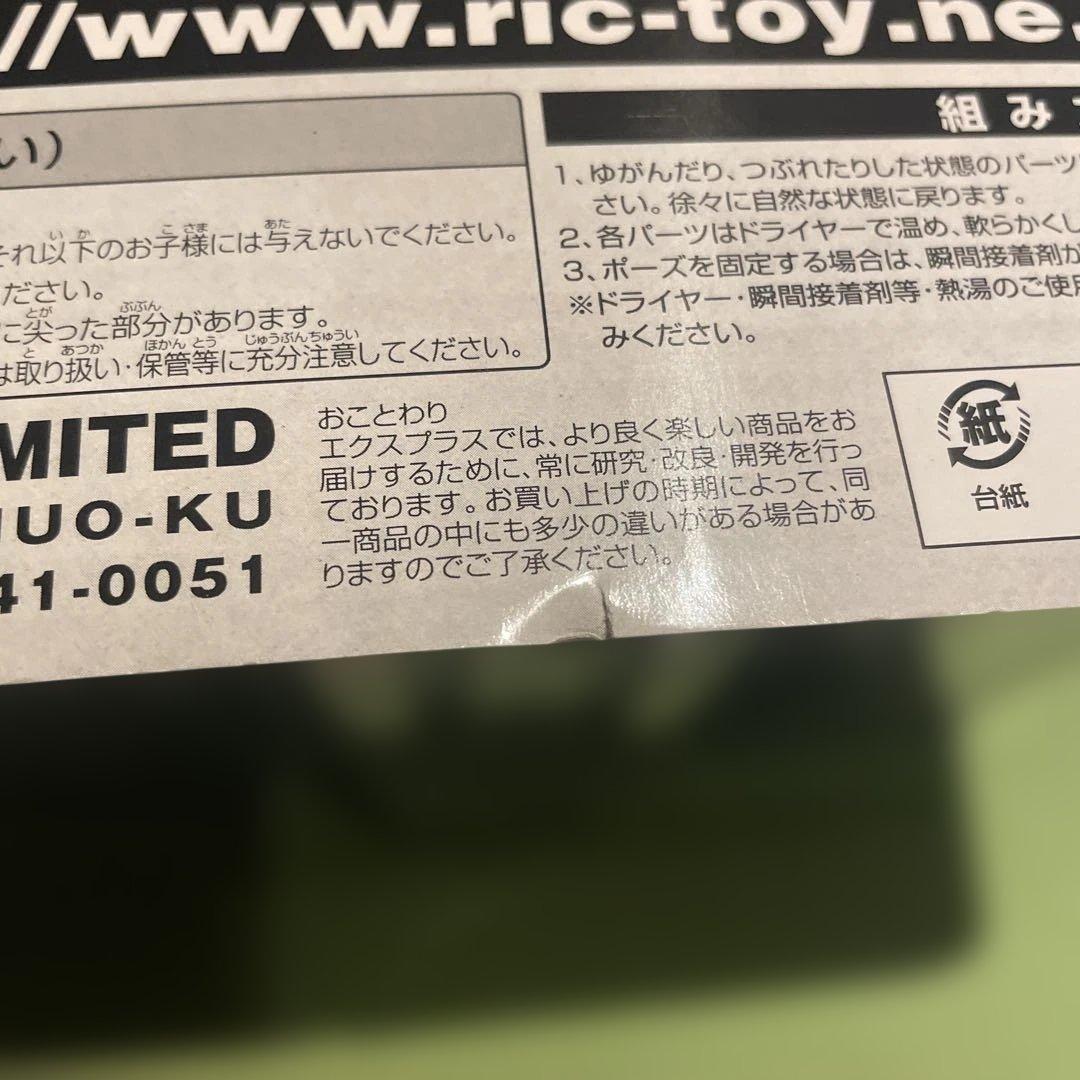 //www.ric-toy.ne.
い)
それ以下のお子様には与えないでください。
ださい。
に尖った部分があります。
は取り扱い・保管等に充分注意してください。
組み
1、ゆがんだり、つぶれたりした状態のパーツ
さい。徐々に自然な状態に戻ります。
2、各パーツはドライヤーで温め、軟らかくし
3、ポーズを固定する場合は、瞬間接着剤が
※ドライヤー・瞬間接着剤等・熱湯のご使用
みください。
MITED
UO-KU
41-0051
おことわり
エクスプラスでは、より良く楽しい商品をお
届けするために、常に研究・改良・開発を行っ
ております。お買い上げの時期によって、同
一商品の中にも多少の違いがある場合があ
りますのでご了承ください。
紙
台紙